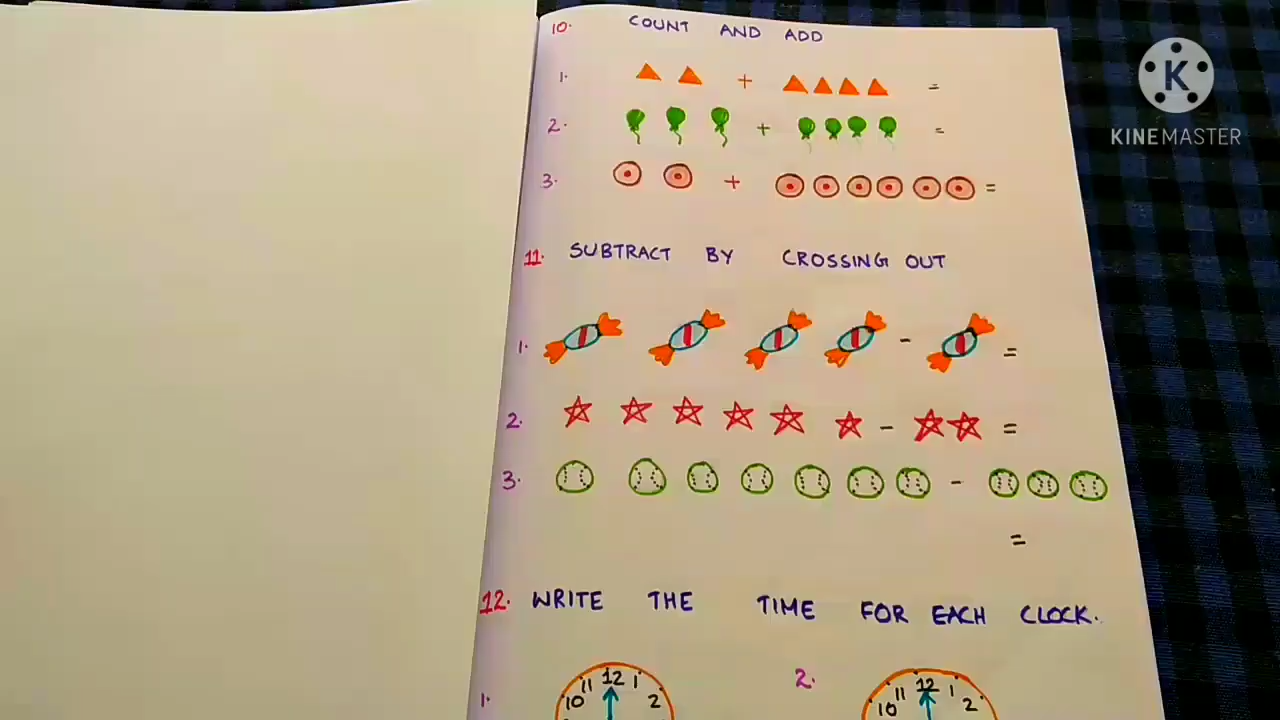 10. COUNT AND ADD
1. + =
2. + =
3. + =
11. SUBTRACT BY CROSSING OUT
1. - =
2. - =
3. -
=
12. WRITE THE TIME FOR EACH CLOCK.
1. 10 11 12 1 2
2. 10 11 12 1 2
K
KINEMASTER